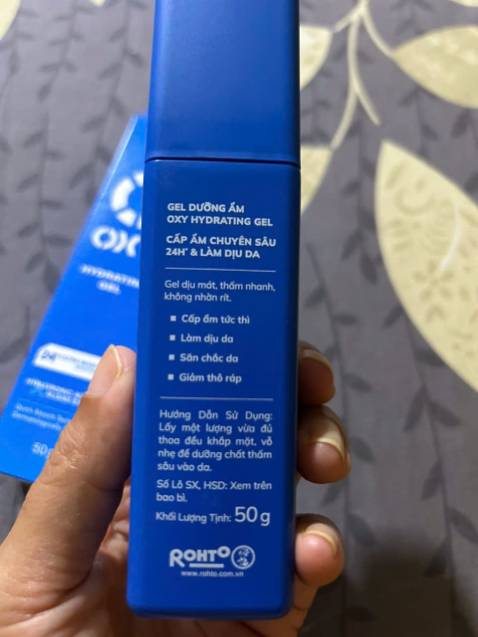 GEL DƯỠNG ẨM
OXY HYDRATING GEL
CẤP ẨM CHUYÊN SÂU
24H* & LÀM DỊU DA
Gel dịu mát, thấm nhanh,
không nhờn rít.
Cấp ẩm tức thì
Làm dịu da
Săn chắc da
Giảm thô ráp
Hướng Dẫn Sử Dụng:
Lấy một lượng vừa đủ
thoa đều khắp mặt, vỗ
nhẹ để dưỡng chất thấm
sâu vào da.
Số Lô SX, HSD: Xem trên
bao bì.
Khối Lượng Tịnh: 50 g
ROHTO
www.rohto.com.vn
HYDRATING
GEL
24
50g